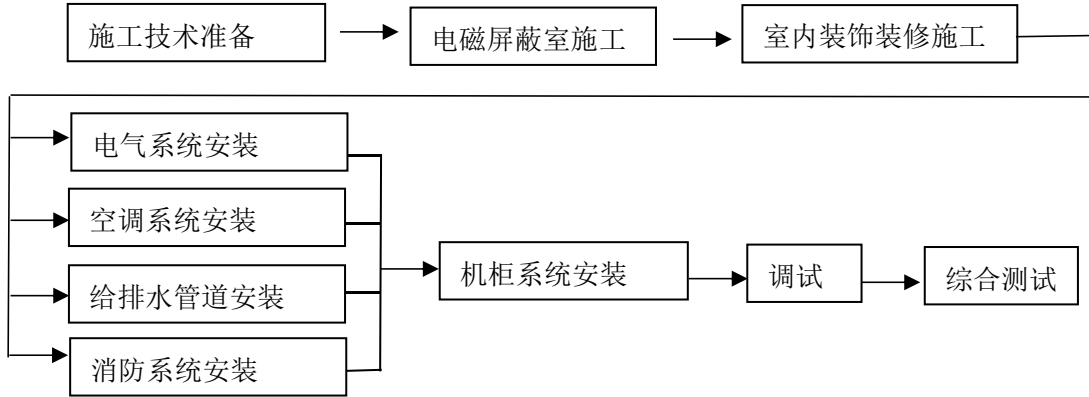 施工技术准备
电磁屏蔽室施工
室内装饰装修施工
电气系统安装
空调系统安装
给排水管道安装
消防系统安装
机柜系统安装
调试
综合测试